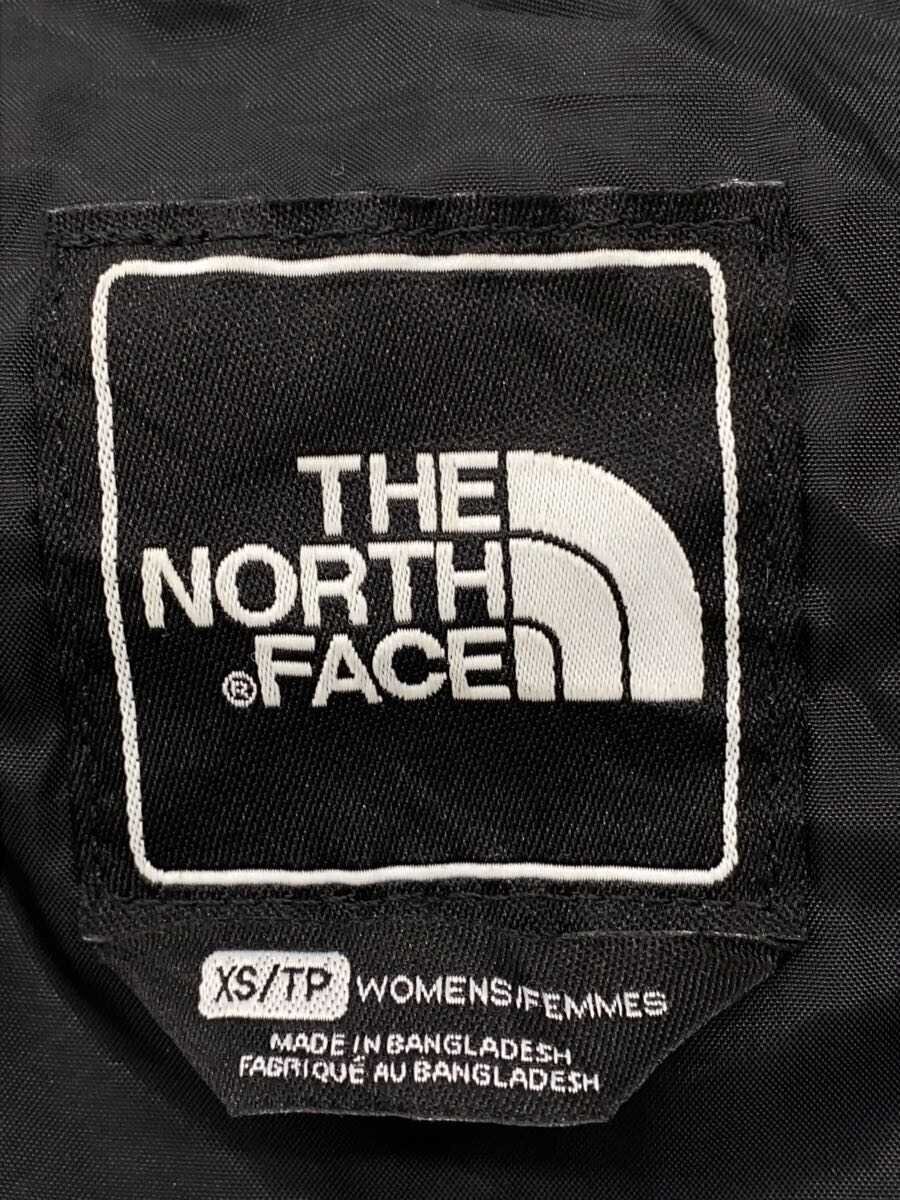 THE
NORTH
®FACE
XS/TP WOMENS/FEMMES
MADE IN BANGLADESH
FABRIQUÉ AU BANGLADESH